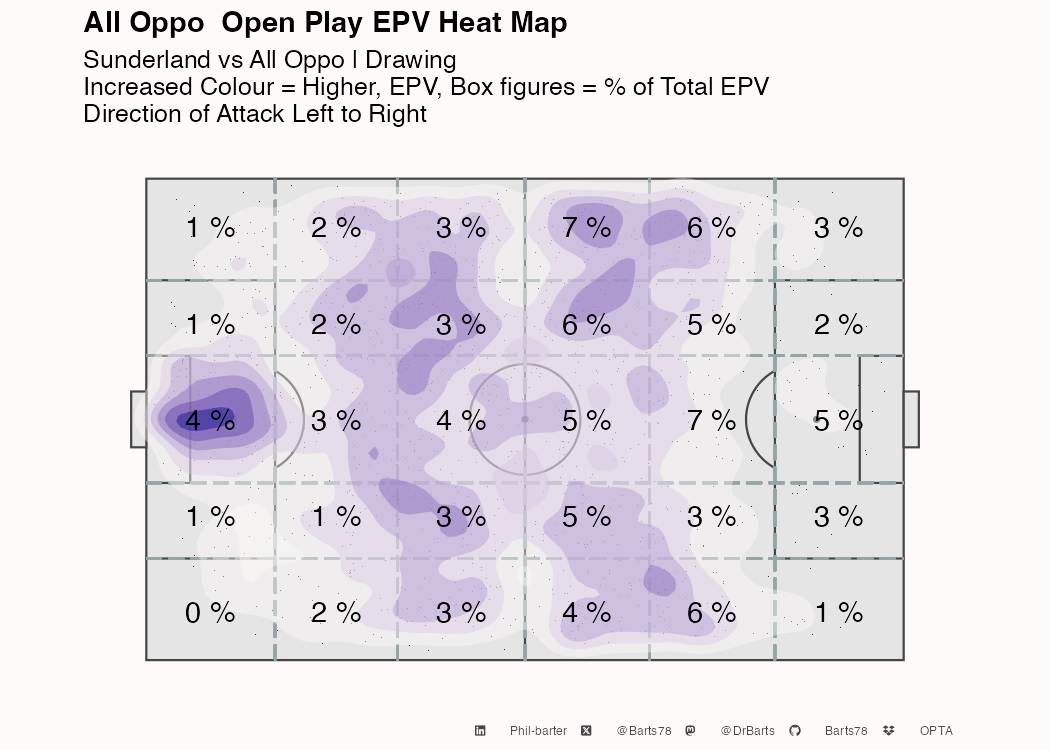 All Oppo  Open Play EPV Heat Map
Sunderland vs All Oppo | Drawing
Increased Colour = Higher, EPV, Box figures = % of Total EPV
Direction of Attack Left to Right
1 % 2 % 3 % 7 % 6 % 3 %
1 % 2 % 3 % 6 % 5 % 2 %
4 % 3 % 4 % 5 % 7 % 5 %
1 % 1 % 3 % 5 % 3 % 3 %
0 % 2 % 3 % 4 % 6 % 1 %
Phil-barter @Barts78 @DrBarts Barts78 OPTA